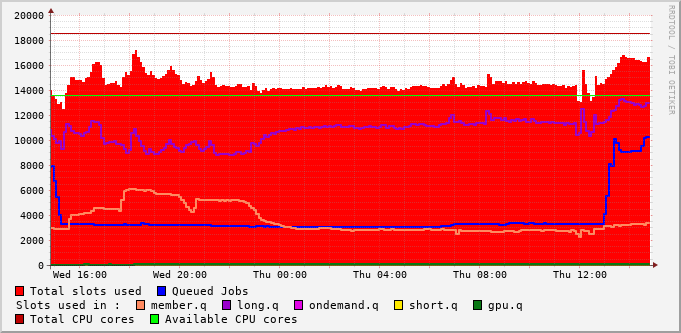 20000
18000
16000
14000
12000
10000
8000
6000
4000
2000
0
Wed 16:00 Wed 20:00 Thu 00:00 Thu 04:00 Thu 08:00 Thu 12:00
Total slots used Queued Jobs
Slots used in : member.q long.q ondemand.q short.q gpu.q
Total CPU cores Available CPU cores
RRDTOOL / TOBI OETIKER